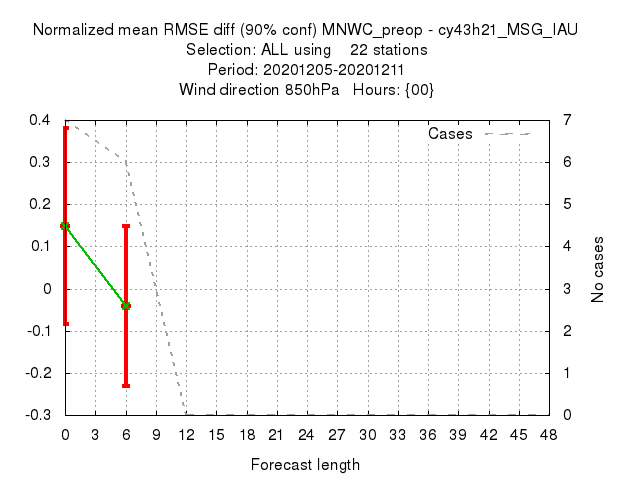 Normalized mean RMSE diff (90% conf) MNWC_preop - cy43h21_MSG_IAU
Selection: ALL using    22 stations
Period: 20201205-20201211
Wind direction 850hPa   Hours: {00}
0.4
0.3
0.2
0.1
0
-0.1
-0.2
-0.3
Cases
7
6
5
4
3
2
1
0
No cases
0 3 6 9 12 15 18 21 24 27 30 33 36 39 42 45 48
Forecast length